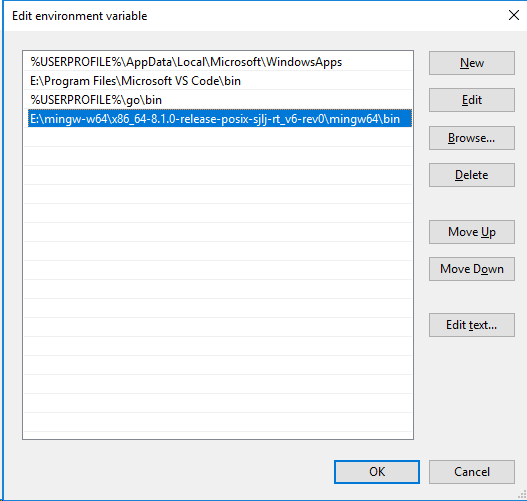 Edit environment variable
%USERPROFILE%\AppData\Local\Microsoft\WindowsApps
E:\Program Files\Microsoft VS Code\bin
%USERPROFILE%\go\bin
E:\mingw-w64\x86_64-8.1.0-release-posix-sjlj-rt_v6-rev0\mingw64\bin
New
Edit
Browse...
Delete
Move Up
Move Down
Edit text...
OK
Cancel